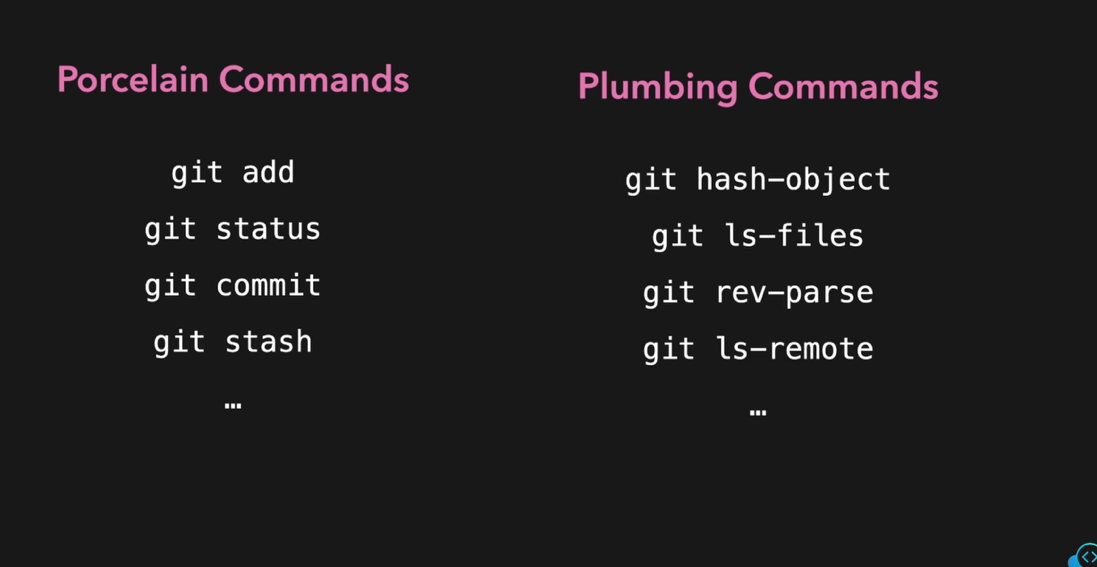 Porcelain Commands
git add
git status
git commit
git stash
…
Plumbing Commands
git hash-object
git ls-files
git rev-parse
git ls-remote
…